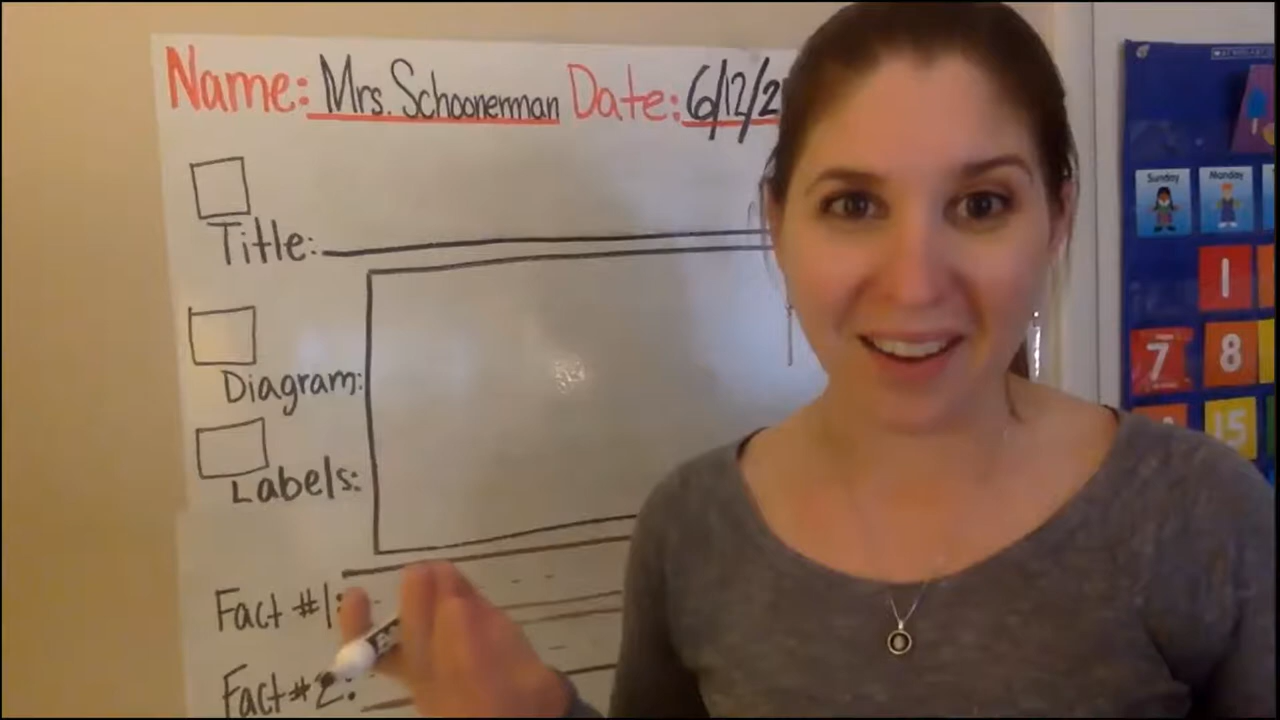 Name: Mrs. Schoonerman Date: 6/12/2
Title:
Diagram:
Labels:
Fact #1:
Fact #2:
SCHOLASTIC
Sunday Monday
1
7 8
15